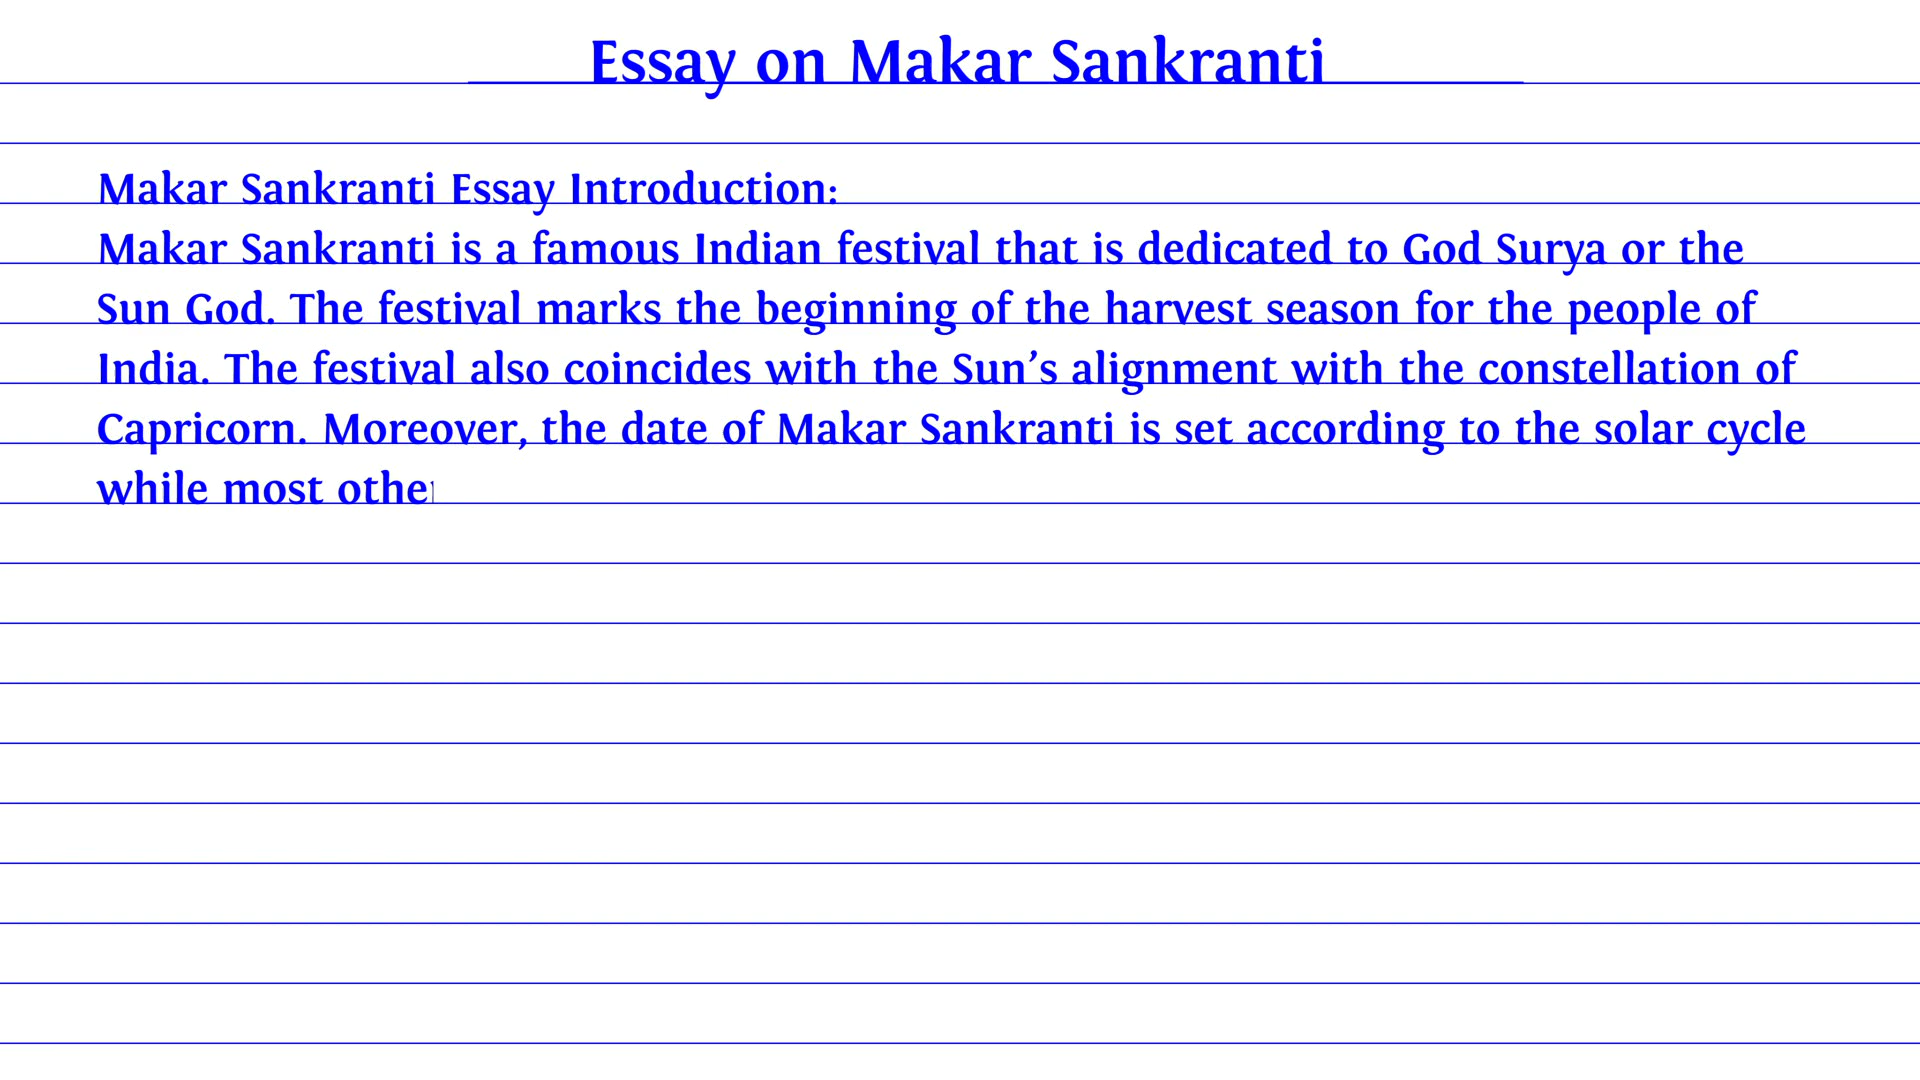 Essay on Makar Sankranti
Makar Sankranti Essay Introduction:
Makar Sankranti is a famous Indian festival that is dedicated to God Surya or the
Sun God. The festival marks the beginning of the harvest season for the people of
India. The festival also coincides with the Sun’s alignment with the constellation of
Capricorn. Moreover, the date of Makar Sankranti is set according to the solar cycle
while most othe